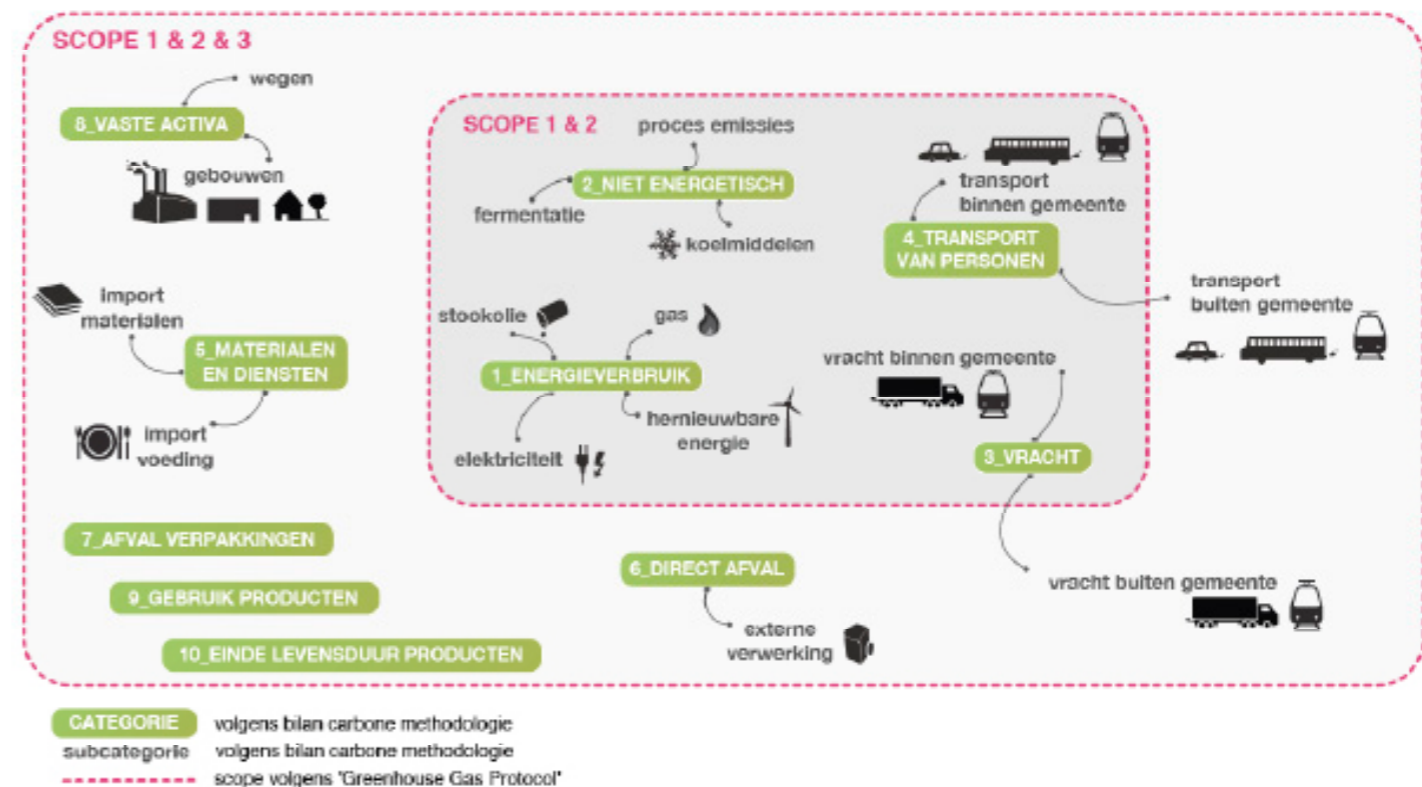 SCOPE 1 & 2 & 3
wegen
8_VASTE ACTIVA
gebouwen
SCOPE 1 & 2
proces emissies
2_NIET ENERGETISCH
fermentatie
koelmiddelen
transport
binnen gemeente
4_TRANSPORT
VAN PERSONEN
transport
buiten gemeente
import
materialen
5_MATERIALEN
EN DIENSTEN
import
voeding
stookolie
gas
1_ENERGIEVERBRUIK
hernieuwbare
energie
elektriciteit
vracht binnen gemeente
3_VRACHT
vracht buiten gemeente
7_AFVAL VERPAKKINGEN
9_GEBRUIK PRODUCTEN
10_EINDE LEVENSDUUR PRODUCTEN
6_DIRECT AFVAL
externe
verwerking
CATEGORIE volgens bilan carbone methodologie
subcategorie volgens bilan carbone methodologie
scope volgens 'Greenhouse Gas Protocol'